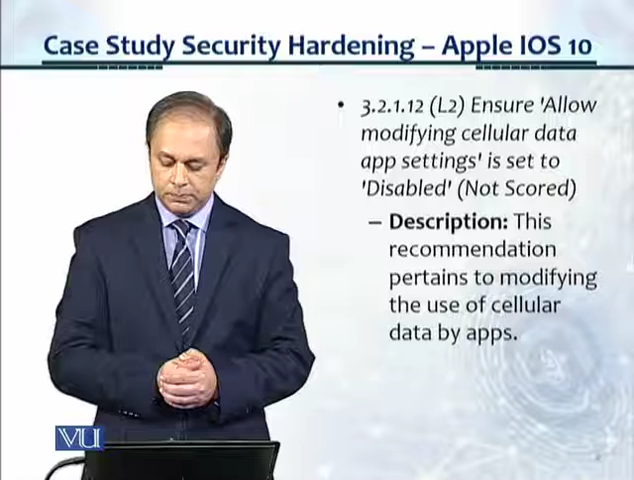 Case Study Security Hardening – Apple IOS 10
• 3.2.1.12 (L2) Ensure 'Allow
modifying cellular data
app settings' is set to
'Disabled' (Not Scored)
– Description: This
recommendation
pertains to modifying
the use of cellular
data by apps.
VU